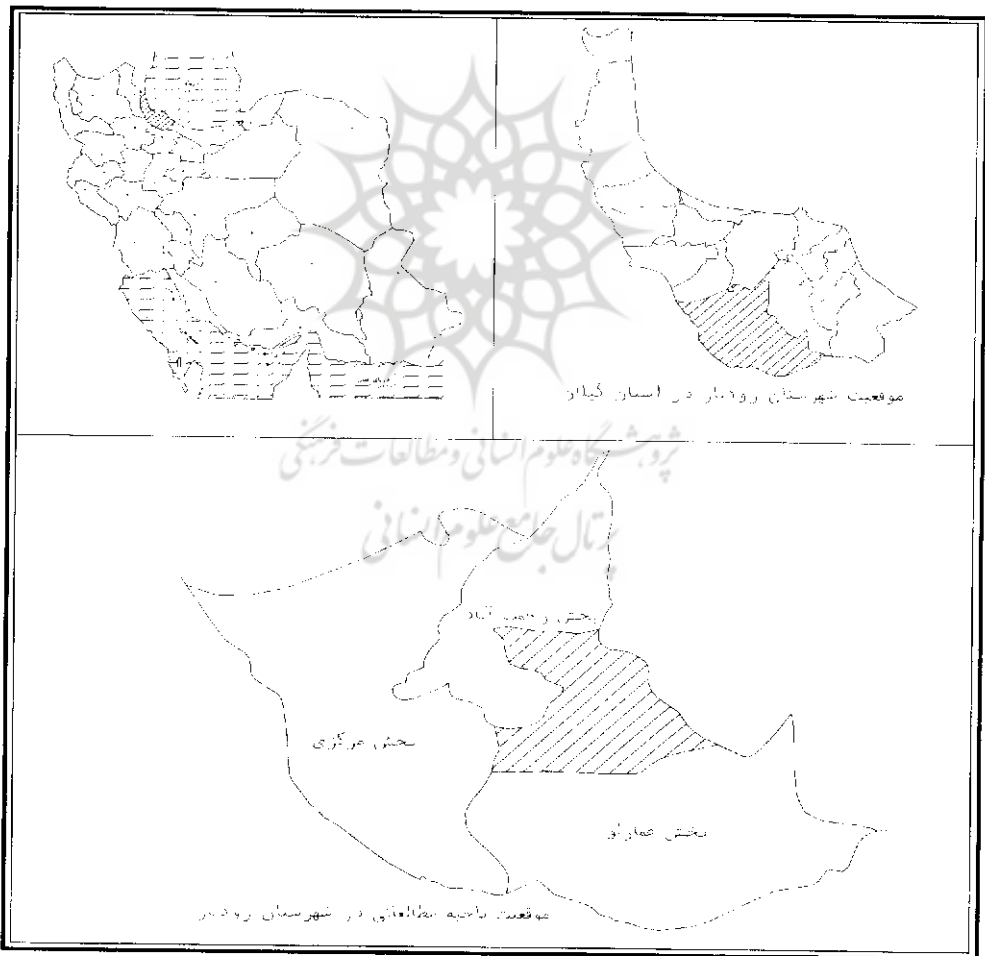 موقعیت شهرستان رودبار در استان گیلان
پژوهشگاه علوم انسانی و مطالعات فرهنگی
پرتال جامع علوم انسانی
بخش رحمت آباد
بخش مرکزی
بخش عمارلو
موقعیت ناحیه مطالعاتی در شهرستان رودبار